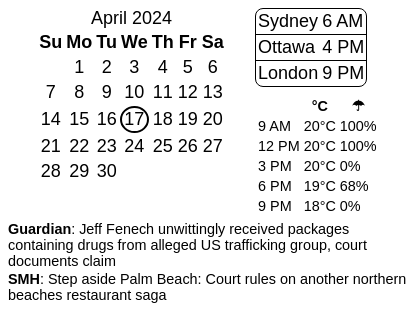 April 2024
Su Mo Tu We Th Fr Sa
1 2 3 4 5 6
7 8 9 10 11 12 13
14 15 16 17 18 19 20
21 22 23 24 25 26 27
28 29 30
Sydney 6 AM
Ottawa 4 PM
London 9 PM
°C ☂
9 AM 20°C 100%
12 PM 20°C 100%
3 PM 20°C 0%
6 PM 19°C 68%
9 PM 18°C 0%
Guardian: Jeff Fenech unwittingly received packages
containing drugs from alleged US trafficking group, court
documents claim
SMH: Step aside Palm Beach: Court rules on another northern
beaches restaurant saga